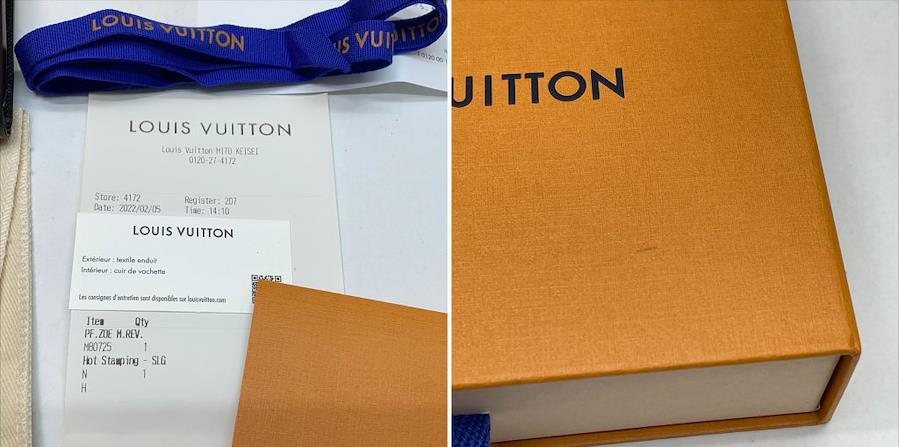 LOUIS VUITTON
VUI
LOUIS VUITTON
Louis Vuitton MITO KEISEI
0120-27-4172
Store: 4172 Register: 207
Date: 2022/02/05 Time: 14:10
LOUIS VUITTON
Extérieur : textile enduit
Intérieur : cuir de vachette
Les consignes d'entretien sont disponibles sur louisvuitton.com
Item Qty
PF.ZOE M.REV.
M80725 1
Hot Stamping - SLG
N 1
H
UITTON